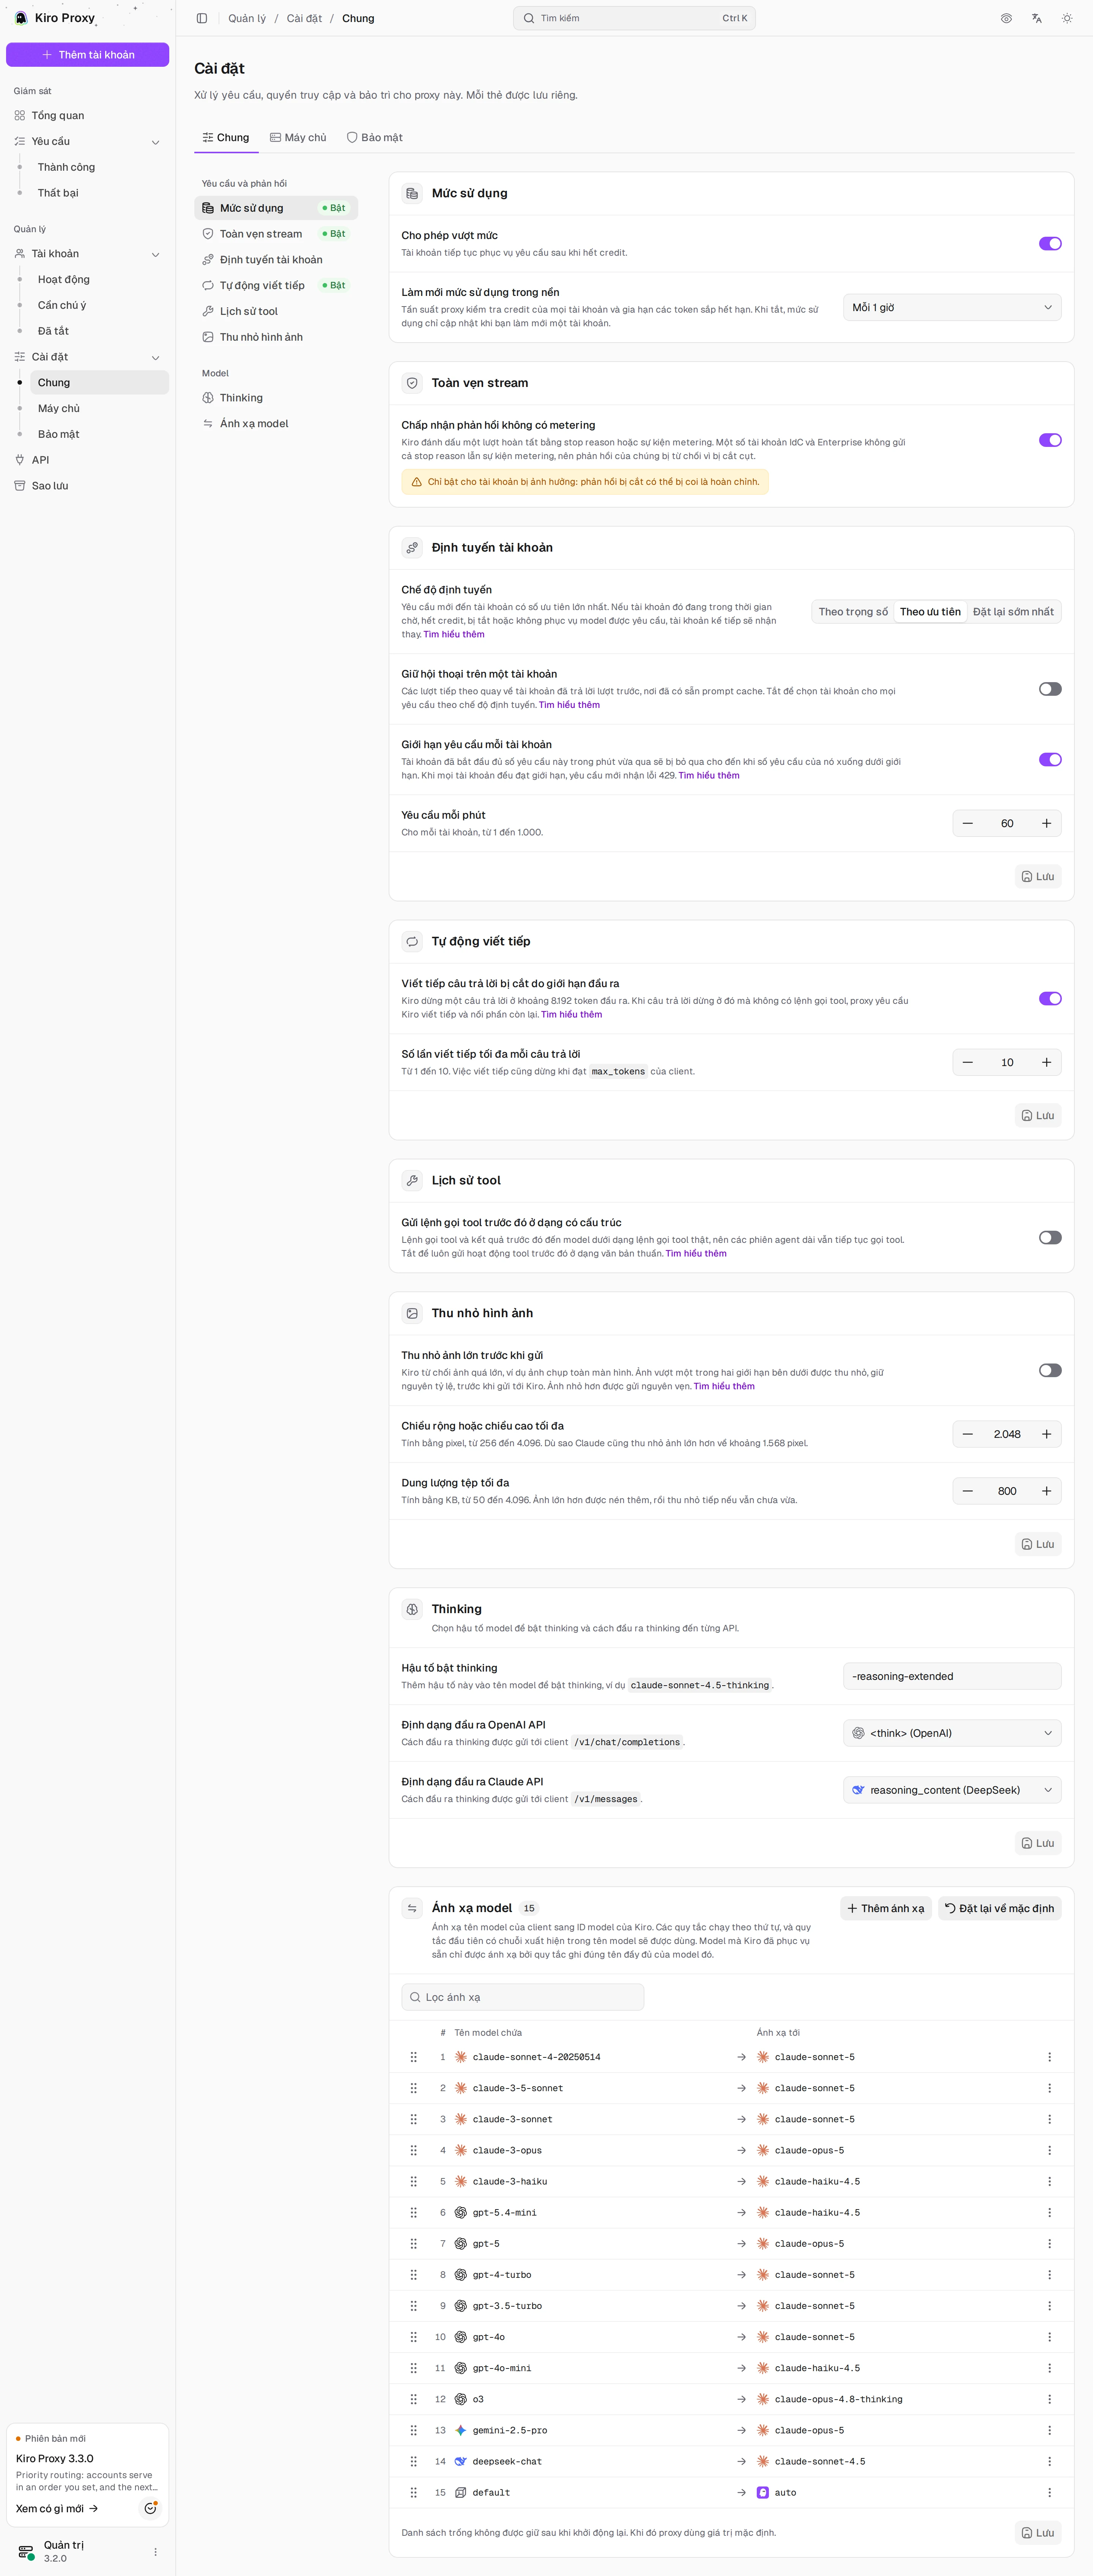 Kiro Proxy
Quản lý / Cài đặt / Chung
Tìm kiếm
Ctrl K
Thêm tài khoản
Giám sát
Tổng quan
Yêu cầu
Thành công
Thất bại
Quản lý
Tài khoản
Hoạt động
Cần chú ý
Đã tắt
Cài đặt
Chung
Máy chủ
Bảo mật
API
Sao lưu
Phiên bản mới
Kiro Proxy 3.3.0
Priority routing: accounts serve
in an order you set, and the next...
Xem có gì mới
Quản trị
3.2.0
Cài đặt
Xử lý yêu cầu, quyền truy cập và bảo trì cho proxy này. Mỗi thẻ được lưu riêng.
Chung
Máy chủ
Bảo mật
Yêu cầu và phản hồi
Mức sử dụng
Bật
Toàn vẹn stream
Bật
Định tuyến tài khoản
Tự động viết tiếp
Bật
Lịch sử tool
Thu nhỏ hình ảnh
Model
Thinking
Ánh xạ model
Mức sử dụng
Cho phép vượt mức
Tài khoản tiếp tục phục vụ yêu cầu sau khi hết credit.
Làm mới mức sử dụng trong nền
Tần suất proxy kiểm tra credit của mọi tài khoản và gia hạn các token sắp hết hạn. Khi tắt, mức sử
dụng chỉ cập nhật khi bạn làm mới một tài khoản.
Mỗi 1 giờ
Toàn vẹn stream
Chấp nhận phản hồi không có metering
Kiro đánh dấu một lượt hoàn tất bằng stop reason hoặc sự kiện metering. Một số tài khoản IdC và Enterprise không gửi
cả stop reason lẫn sự kiện metering, nên phản hồi của chúng bị từ chối vì bị cắt cụt.
Chỉ bật cho tài khoản bị ảnh hưởng: phản hồi bị cắt có thể bị coi là hoàn chỉnh.
Định tuyến tài khoản
Chế độ định tuyến
Yêu cầu mới đến tài khoản có số ưu tiên lớn nhất. Nếu tài khoản đó đang trong thời gian
chờ, hết credit, bị tắt hoặc không phục vụ model được yêu cầu, tài khoản kế tiếp sẽ nhận
thay. Tìm hiểu thêm
Theo trọng số
Theo ưu tiên
Đặt lại sớm nhất
Giữ hội thoại trên một tài khoản
Các lượt tiếp theo quay về tài khoản đã trả lời lượt trước, nơi đã có sẵn prompt cache. Tắt để chọn tài khoản cho mọi
yêu cầu theo chế độ định tuyến. Tìm hiểu thêm
Giới hạn yêu cầu mỗi tài khoản
Tài khoản đã bắt đầu đủ số yêu cầu này trong phút vừa qua sẽ bị bỏ qua cho đến khi số yêu cầu của nó xuống dưới giới
hạn. Khi mọi tài khoản đều đạt giới hạn, yêu cầu mới nhận lỗi 429. Tìm hiểu thêm
Yêu cầu mỗi phút
Cho mỗi tài khoản, từ 1 đến 1.000.
60
Lưu
Tự động viết tiếp
Viết tiếp câu trả lời bị cắt do giới hạn đầu ra
Kiro dừng một câu trả lời ở khoảng 8.192 token đầu ra. Khi câu trả lời dừng ở đó mà không có lệnh gọi tool, proxy yêu cầu
Kiro viết tiếp và nối phần còn lại. Tìm hiểu thêm
Số lần viết tiếp tối đa mỗi câu trả lời
Từ 1 đến 10. Việc viết tiếp cũng dừng khi đạt max_tokens của client.
10
Lưu
Lịch sử tool
Gửi lệnh gọi tool trước đó ở dạng có cấu trúc
Lệnh gọi tool và kết quả trước đó đến model dưới dạng lệnh gọi tool thật, nên các phiên agent dài vẫn tiếp tục gọi tool.
Tắt để luôn gửi hoạt động tool trước đó ở dạng văn bản thuần. Tìm hiểu thêm
Thu nhỏ hình ảnh
Thu nhỏ ảnh lớn trước khi gửi
Kiro từ chối ảnh quá lớn, ví dụ ảnh chụp toàn màn hình. Ảnh vượt một trong hai giới hạn bên dưới được thu nhỏ, giữ
nguyên tỷ lệ, trước khi gửi tới Kiro. Ảnh nhỏ hơn được gửi nguyên vẹn. Tìm hiểu thêm
Chiều rộng hoặc chiều cao tối đa
Tính bằng pixel, từ 256 đến 4.096. Dù sao Claude cũng thu nhỏ ảnh lớn hơn về khoảng 1.568 pixel.
2.048
Dung lượng tệp tối đa
Tính bằng KB, từ 50 đến 4.096. Ảnh lớn hơn được nén thêm, rồi thu nhỏ tiếp nếu vẫn chưa vừa.
800
Lưu
Thinking
Chọn hậu tố model để bật thinking và cách đầu ra thinking đến từng API.
Hậu tố bật thinking
Thêm hậu tố này vào tên model để bật thinking, ví dụ claude-sonnet-4.5-thinking.
-reasoning-extended
Định dạng đầu ra OpenAI API
Cách đầu ra thinking được gửi tới client /v1/chat/completions.
<think> (OpenAI)
Định dạng đầu ra Claude API
Cách đầu ra thinking được gửi tới client /v1/messages.
reasoning_content (DeepSeek)
Lưu
Ánh xạ model
15
Thêm ánh xạ
Đặt lại về mặc định
Ánh xạ tên model của client sang ID model của Kiro. Các quy tắc chạy theo thứ tự, và quy
tắc đầu tiên có chuỗi xuất hiện trong tên model sẽ được dùng. Model mà Kiro đã phục vụ
sẵn chỉ được ánh xạ bởi quy tắc ghi đúng tên đầy đủ của model đó.
Lọc ánh xạ
# Tên model chứa Ánh xạ tới
1 claude-sonnet-4-20250514 → claude-sonnet-5
2 claude-3-5-sonnet → claude-sonnet-5
3 claude-3-sonnet → claude-sonnet-5
4 claude-3-opus → claude-opus-5
5 claude-3-haiku → claude-haiku-4.5
6 gpt-5.4-mini → claude-haiku-4.5
7 gpt-5 → claude-opus-5
8 gpt-4-turbo → claude-sonnet-5
9 gpt-3.5-turbo → claude-sonnet-5
10 gpt-4o → claude-sonnet-5
11 gpt-4o-mini → claude-haiku-4.5
12 o3 → claude-opus-4.8-thinking
13 gemini-2.5-pro → claude-opus-5
14 deepseek-chat → claude-sonnet-4.5
15 default → auto
Danh sách trống không được giữ sau khi khởi động lại. Khi đó proxy dùng giá trị mặc định.
Lưu